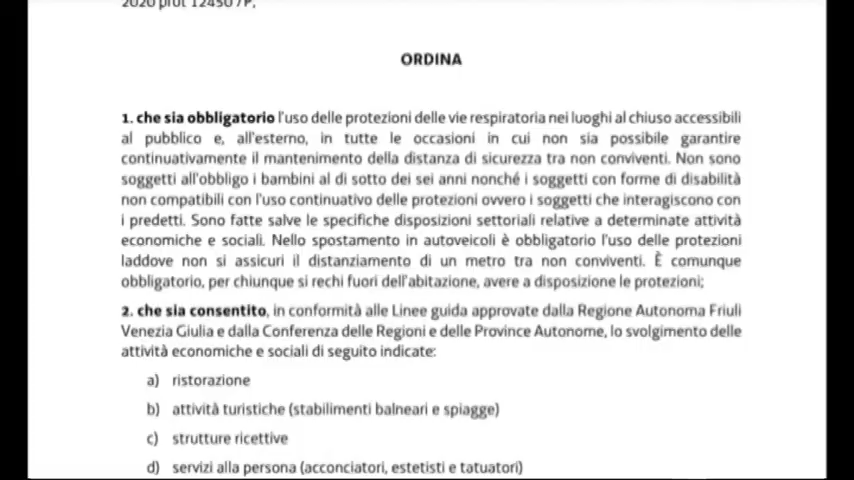 2020 prot 12450 /P;
ORDINA
1. che sia obbligatorio l'uso delle protezioni delle vie respiratoria nei luoghi al chiuso accessibili
al pubblico e, all'esterno, in tutte le occasioni in cui non sia possibile garantire
continuativamente il mantenimento della distanza di sicurezza tra non conviventi. Non sono
soggetti all'obbligo i bambini al di sotto dei sei anni nonché i soggetti con forme di disabilità
non compatibili con l'uso continuativo delle protezioni ovvero i soggetti che interagiscono con
i predetti. Sono fatte salve le specifiche disposizioni settoriali relative a determinate attività
economiche e sociali. Nello spostamento in autoveicoli è obbligatorio l'uso delle protezioni
laddove non si assicuri il distanziamento di un metro tra non conviventi. È comunque
obbligatorio, per chiunque si rechi fuori dell'abitazione, avere a disposizione le protezioni;
2. che sia consentito, in conformità alle Linee guida approvate dalla Regione Autonoma Friuli
Venezia Giulia e dalla Conferenza delle Regioni e delle Province Autonome, lo svolgimento delle
attività economiche e sociali di seguito indicate:
a) ristorazione
b) attività turistiche (stabilimenti balneari e spiagge)
c) strutture ricettive
d) servizi alla persona (acconciatori, estetisti e tatuatori)